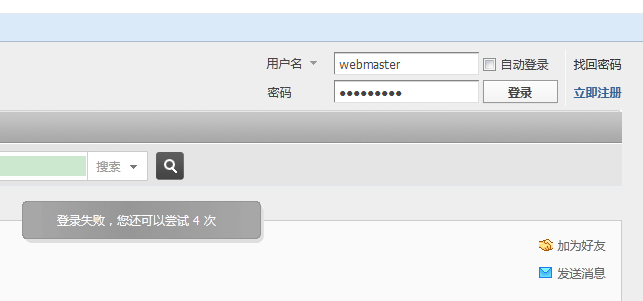 用户名 webmaster 自动登录 找回密码
密码 ●●●●●●●●● 登录 立即注册
搜索
登录失败，您还可以尝试 4 次
加为好友
发送消息